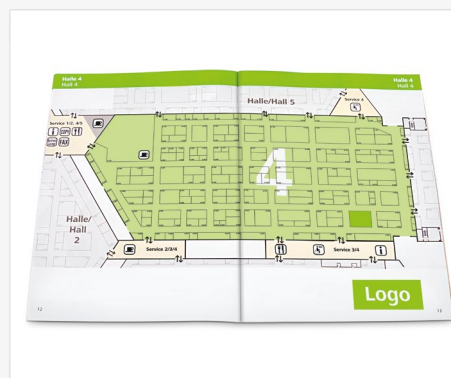 Halle 4
Hall 4
Halle 4
Hall 4
Halle/Hall 5
Service 4
Service 1/2, 4/5
FAX
4
Halle/
Hall
2
Service 2/3/4
Service 3/4
Logo
12
13